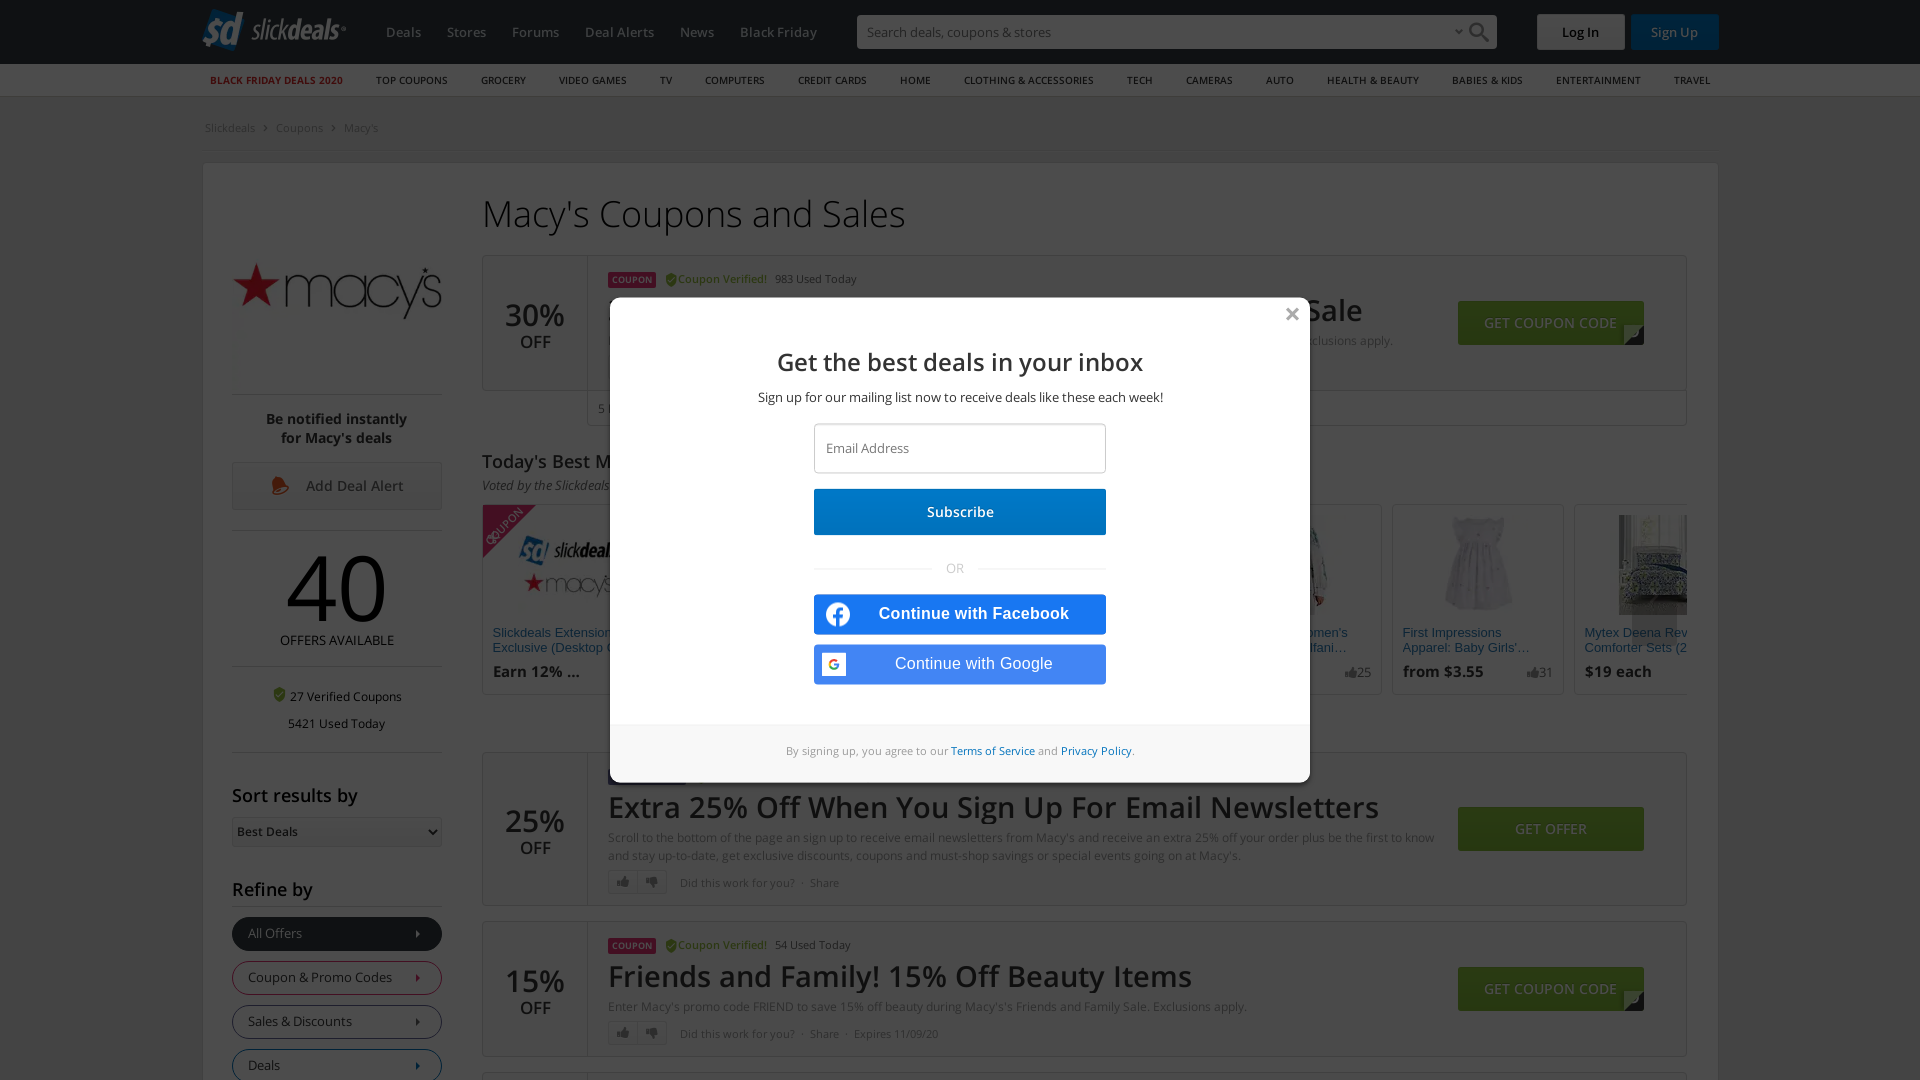 sd slickdeals
Deals
Stores
Forums
Deal Alerts
News
Black Friday
Search deals, coupons & stores
Log In
Sign Up
BLACK FRIDAY DEALS 2020
TOP COUPONS
GROCERY
VIDEO GAMES
TV
COMPUTERS
CREDIT CARDS
HOME
CLOTHING & ACCESSORIES
TECH
CAMERAS
AUTO
HEALTH & BEAUTY
BABIES & KIDS
ENTERTAINMENT
TRAVEL
Slickdeals
Coupons
Macy's
macy's
Be notified instantly
for Macy's deals
Add Deal Alert
40
OFFERS AVAILABLE
27 Verified Coupons
5421 Used Today
Sort results by
Best Deals
Refine by
All Offers
Coupon & Promo Codes
Sales & Discounts
Deals
Macy's Coupons and Sales
30%
OFF
COUPON
Coupon Verified!
983 Used Today
Sale
apply.
GET COUPON CODE
5
Today's Best
Voted by the Slickdeals
COUPON
sd slickdeals
macy's
Slickdeals Extension
Exclusive (Desktop
Earn 12% ...
25
First Impressions
Apparel: Baby Girls'...
from $3.55
31
Mytex Deena Rev
Comforter Sets (2
$19 each
Get the best deals in your inbox
Sign up for our mailing list now to receive deals like these each week!
Email Address
Subscribe
OR
Continue with Facebook
Continue with Google
By signing up, you agree to our Terms of Service and Privacy Policy.
25%
OFF
Extra 25% Off When You Sign Up For Email Newsletters
Scroll to the bottom of the page an sign up to receive email newsletters from Macy's and receive an extra 25% off your order plus be the first to know
and stay up-to-date, get exclusive discounts, coupons and must-shop savings or special events going on at Macy's.
Did this work for you? · Share
GET OFFER
15%
OFF
COUPON
Coupon Verified!
54 Used Today
Friends and Family! 15% Off Beauty Items
Enter Macy's promo code FRIEND to save 15% off beauty during Macy's's Friends and Family Sale. Exclusions apply.
Did this work for you? · Share · Expires 11/09/20
GET COUPON CODE